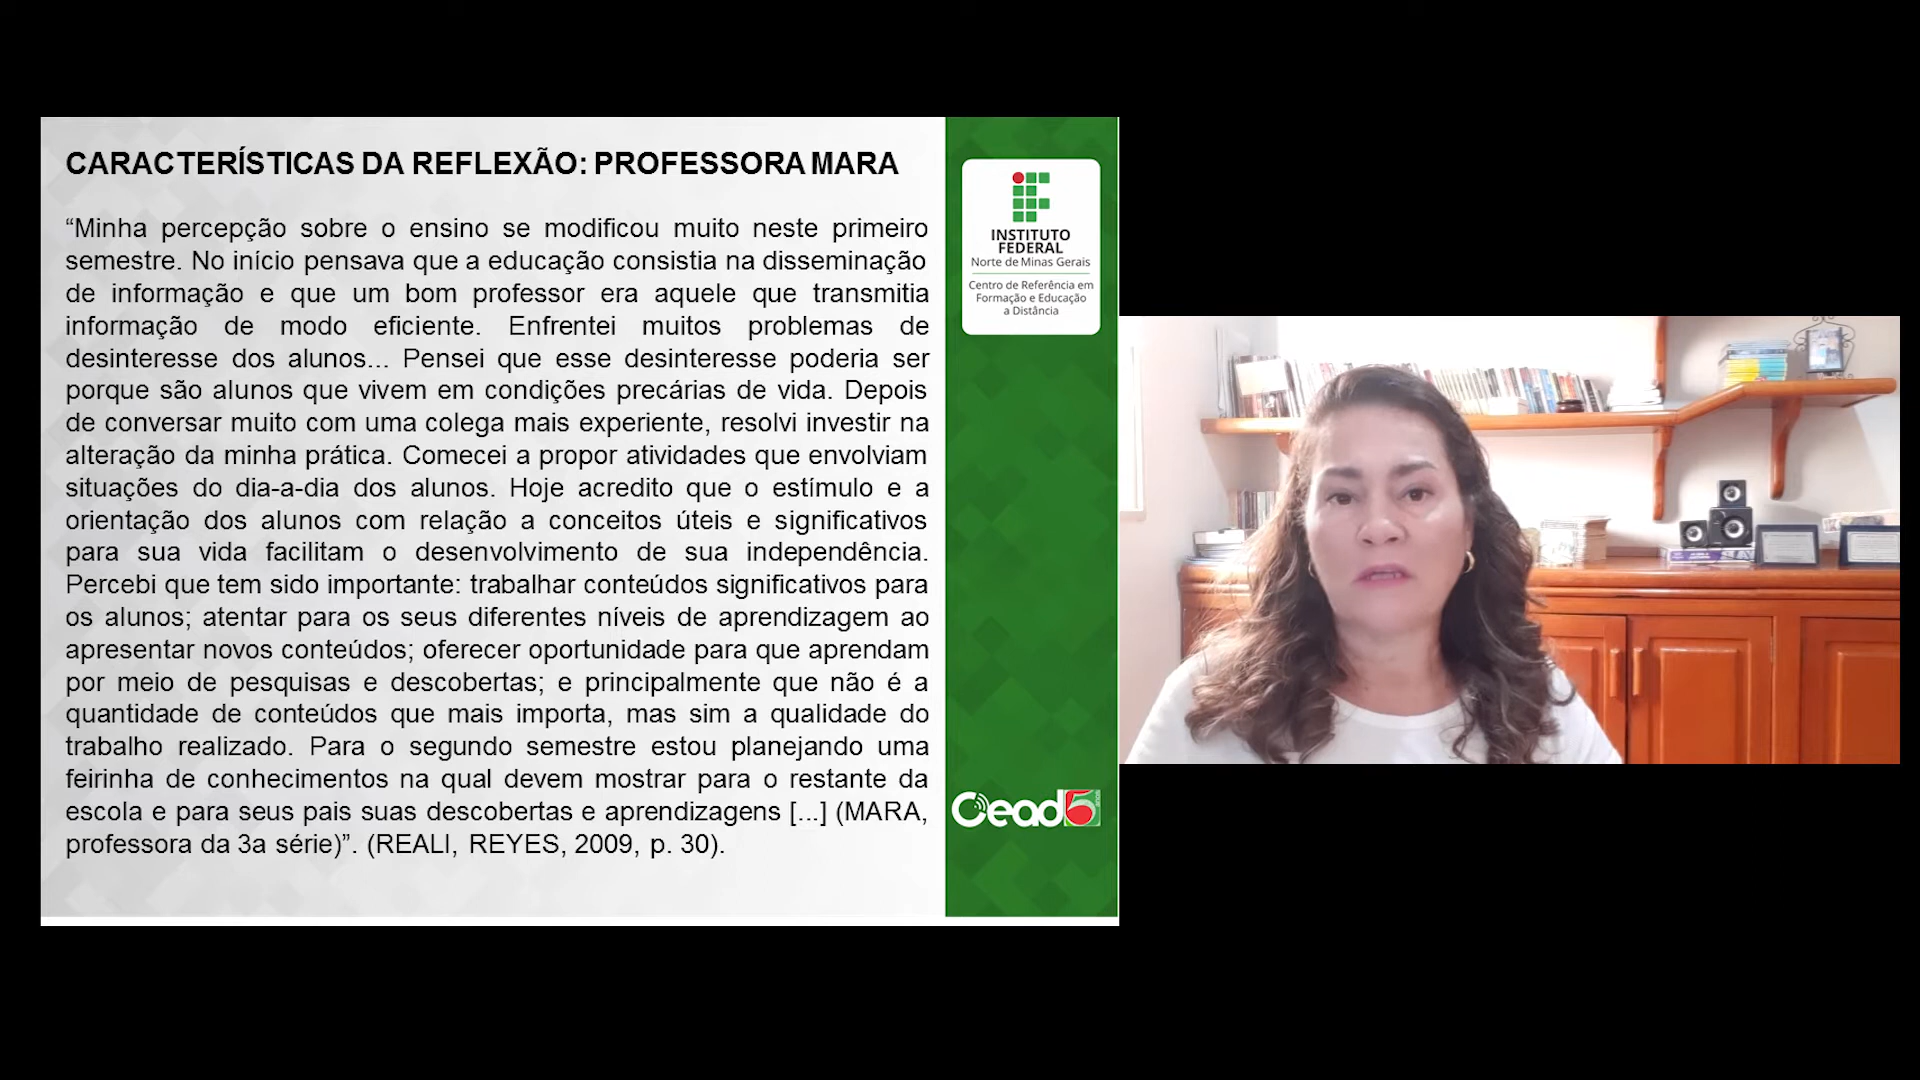 CARACTERÍSTICAS DA REFLEXÃO: PROFESSORA MARA
“Minha percepção sobre o ensino se modificou muito neste primeiro
semestre. No início pensava que a educação consistia na disseminação
de informação e que um bom professor era aquele que transmitia
informação de modo eficiente. Enfrentei muitos problemas de
desinteresse dos alunos... Pensei que esse desinteresse poderia ser
porque são alunos que vivem em condições precárias de vida. Depois
de conversar muito com uma colega mais experiente, resolvi investir na
alteração da minha prática. Comecei a propor atividades que envolviam
situações do dia-a-dia dos alunos. Hoje acredito que o estímulo e a
orientação dos alunos com relação a conceitos úteis e significativos
para sua vida facilitam o desenvolvimento de sua independência.
Percebi que tem sido importante: trabalhar conteúdos significativos para
os alunos; atentar para os seus diferentes níveis de aprendizagem ao
apresentar novos conteúdos; oferecer oportunidade para que aprendam
por meio de pesquisas e descobertas; e principalmente que não é a
quantidade de conteúdos que mais importa, mas sim a qualidade do
trabalho realizado. Para o segundo semestre estou planejando uma
feirinha de conhecimentos na qual devem mostrar para o restante da
escola e para seus pais suas descobertas e aprendizagens [...] (MARA,
professora da 3a série)”. (REALI, REYES, 2009, p. 30).
INSTITUTO
FEDERAL
Norte de Minas Gerais
Centro de Referência em
Formação e Educação
a Distância
Cead 5 anos